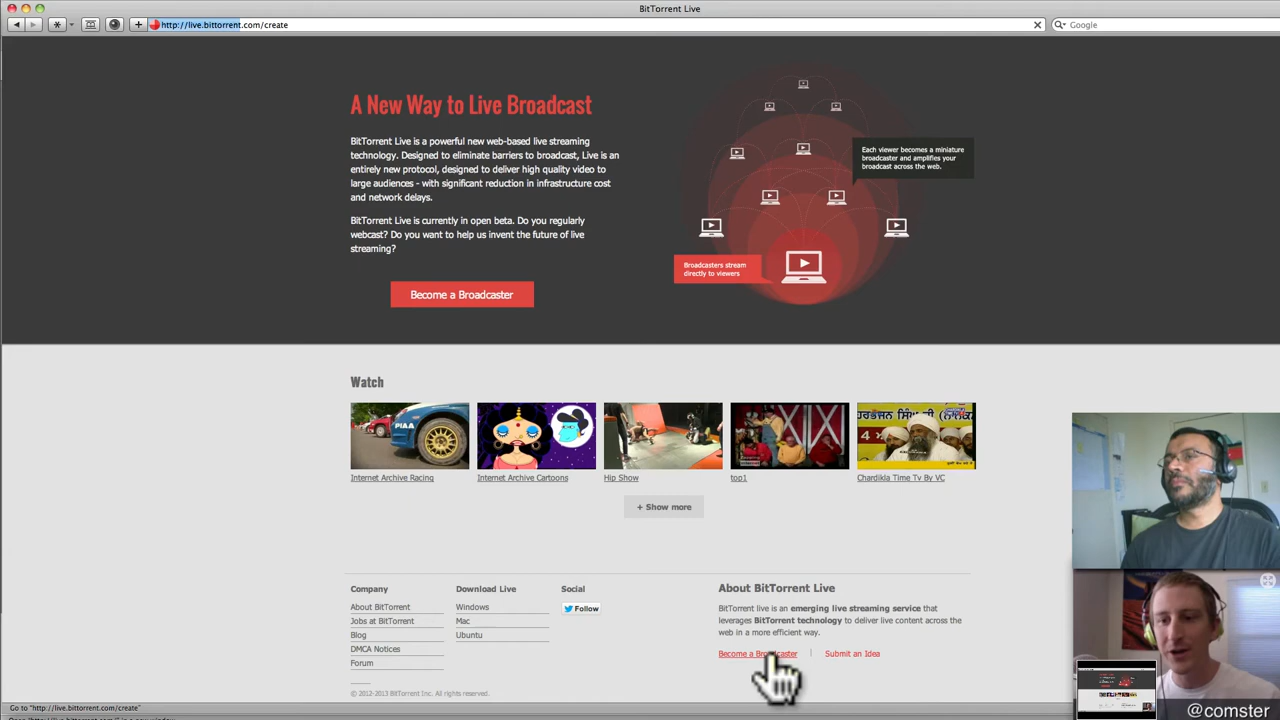 BitTorrent Live
http://live.bittorrent.com/create
Google
A New Way to Live Broadcast
BitTorrent Live is a powerful new web-based live streaming
technology. Designed to eliminate barriers to broadcast, Live is an
entirely new protocol, designed to deliver high quality video to
large audiences - with significant reduction in infrastructure cost
and network delays.
BitTorrent Live is currently in open beta. Do you regularly
webcast? Do you want to help us invent the future of live
streaming?
Become a Broadcaster
Each viewer becomes a miniature
broadcaster and amplifies your
broadcast across the web.
Broadcasters stream
directly to viewers
Watch
PIAA
Internet Archive Racing
Internet Archive Cartoons
Hip Show
top1
Chardikla Time Tv By VC
+ Show more
Company
About BitTorrent
Jobs at BitTorrent
Blog
DMCA Notices
Forum
Download Live
Windows
Mac
Ubuntu
Social
Follow
About BitTorrent Live
BitTorrent live is an emerging live streaming service that
leverages BitTorrent technology to deliver live content across the
web in a more efficient way.
Become a Broadcaster
Submit an Idea
© 2012-2013 BitTorrent Inc. All rights reserved.
Go to "http://live.bittorrent.com/create"
@comster